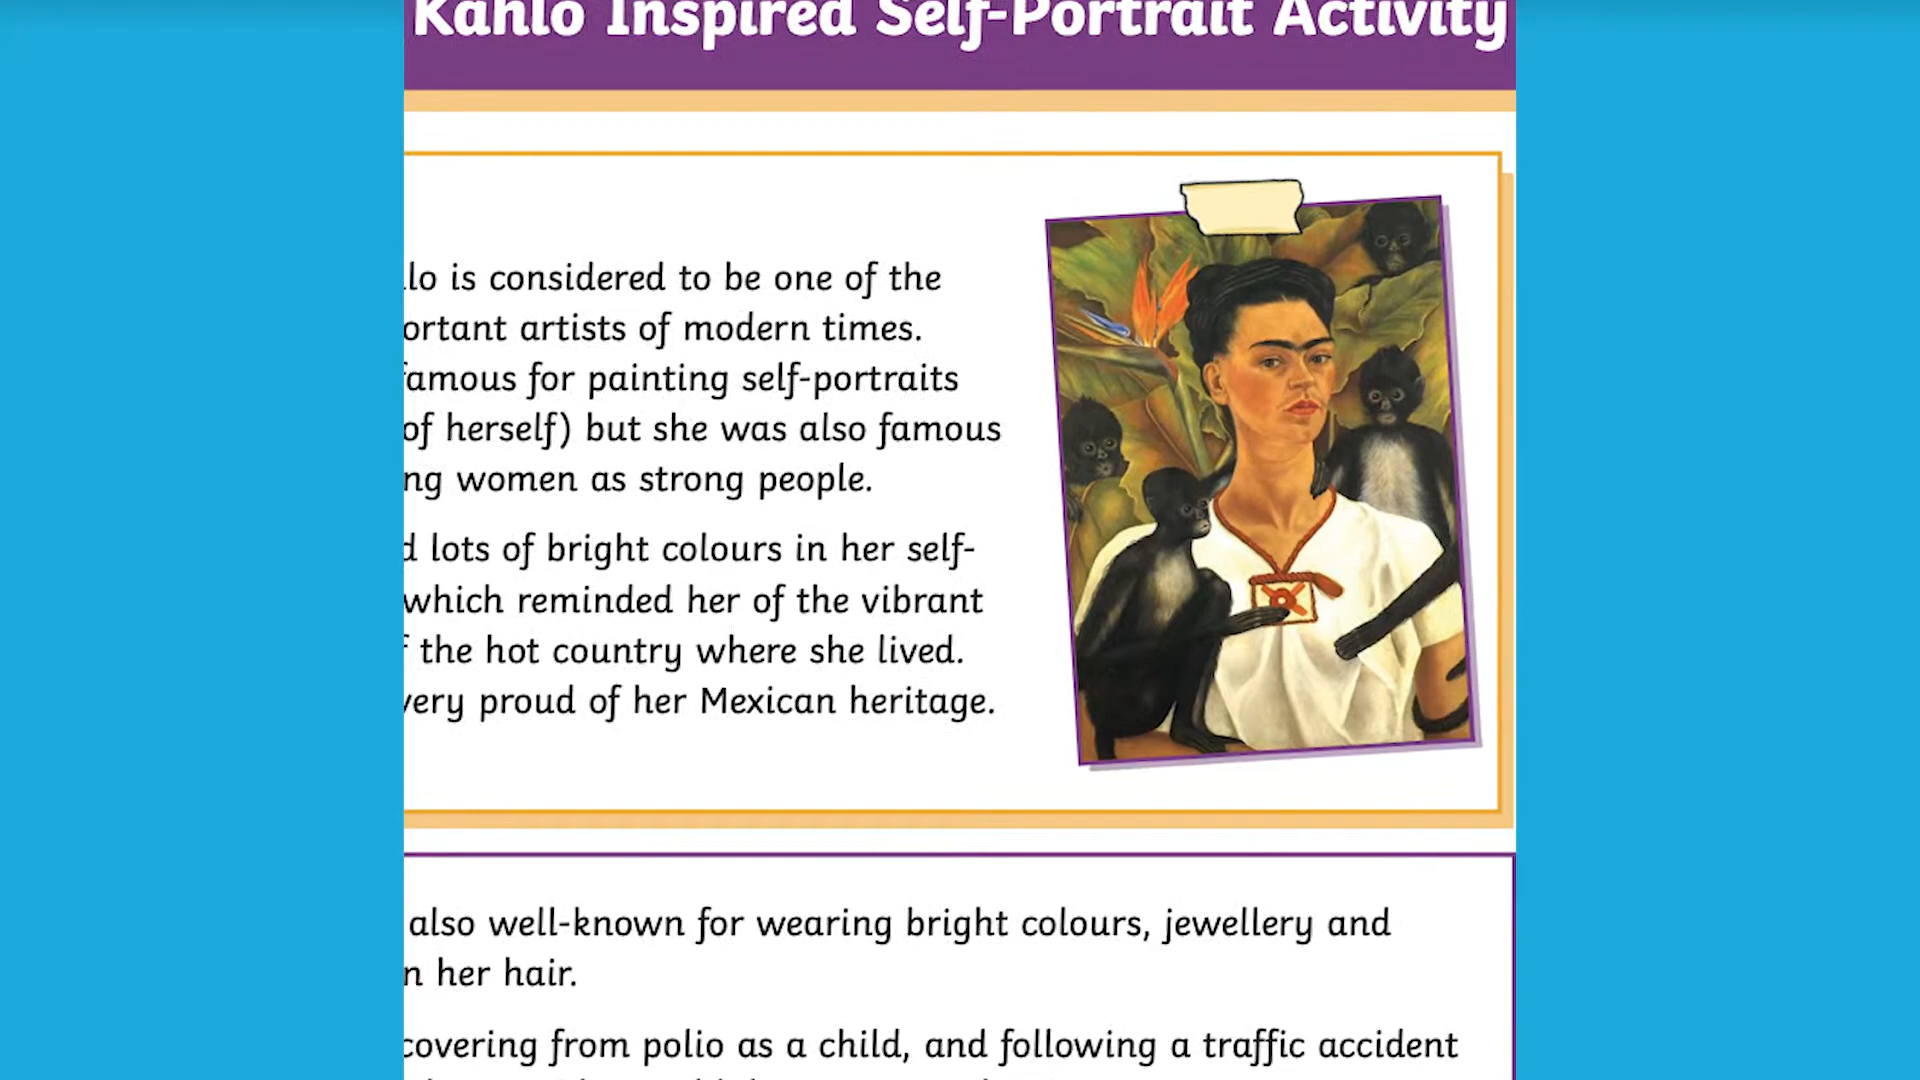 Kahlo Inspired Self-Portrait Activity
lo is considered to be one of the
ortant artists of modern times.
famous for painting self-portraits
of herself) but she was also famous
ng women as strong people.
d lots of bright colours in her self-
which reminded her of the vibrant
the hot country where she lived.
very proud of her Mexican heritage.
also well-known for wearing bright colours, jewellery and
n her hair.
covering from polio as a child, and following a traffic accident